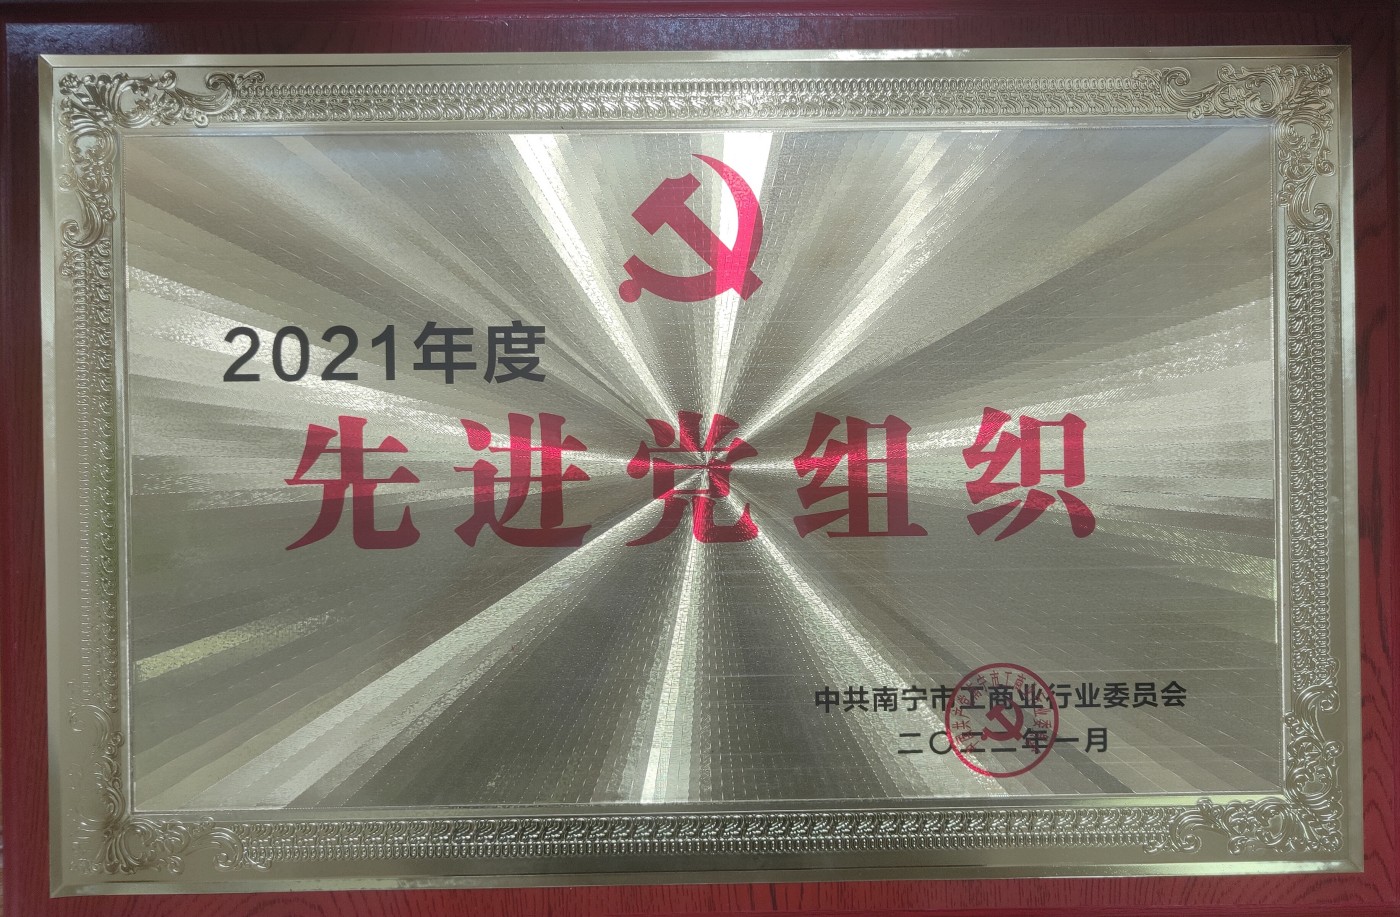 2021年度
先进党组织
中共南宁市工商业行业委员会
二〇二二年一月